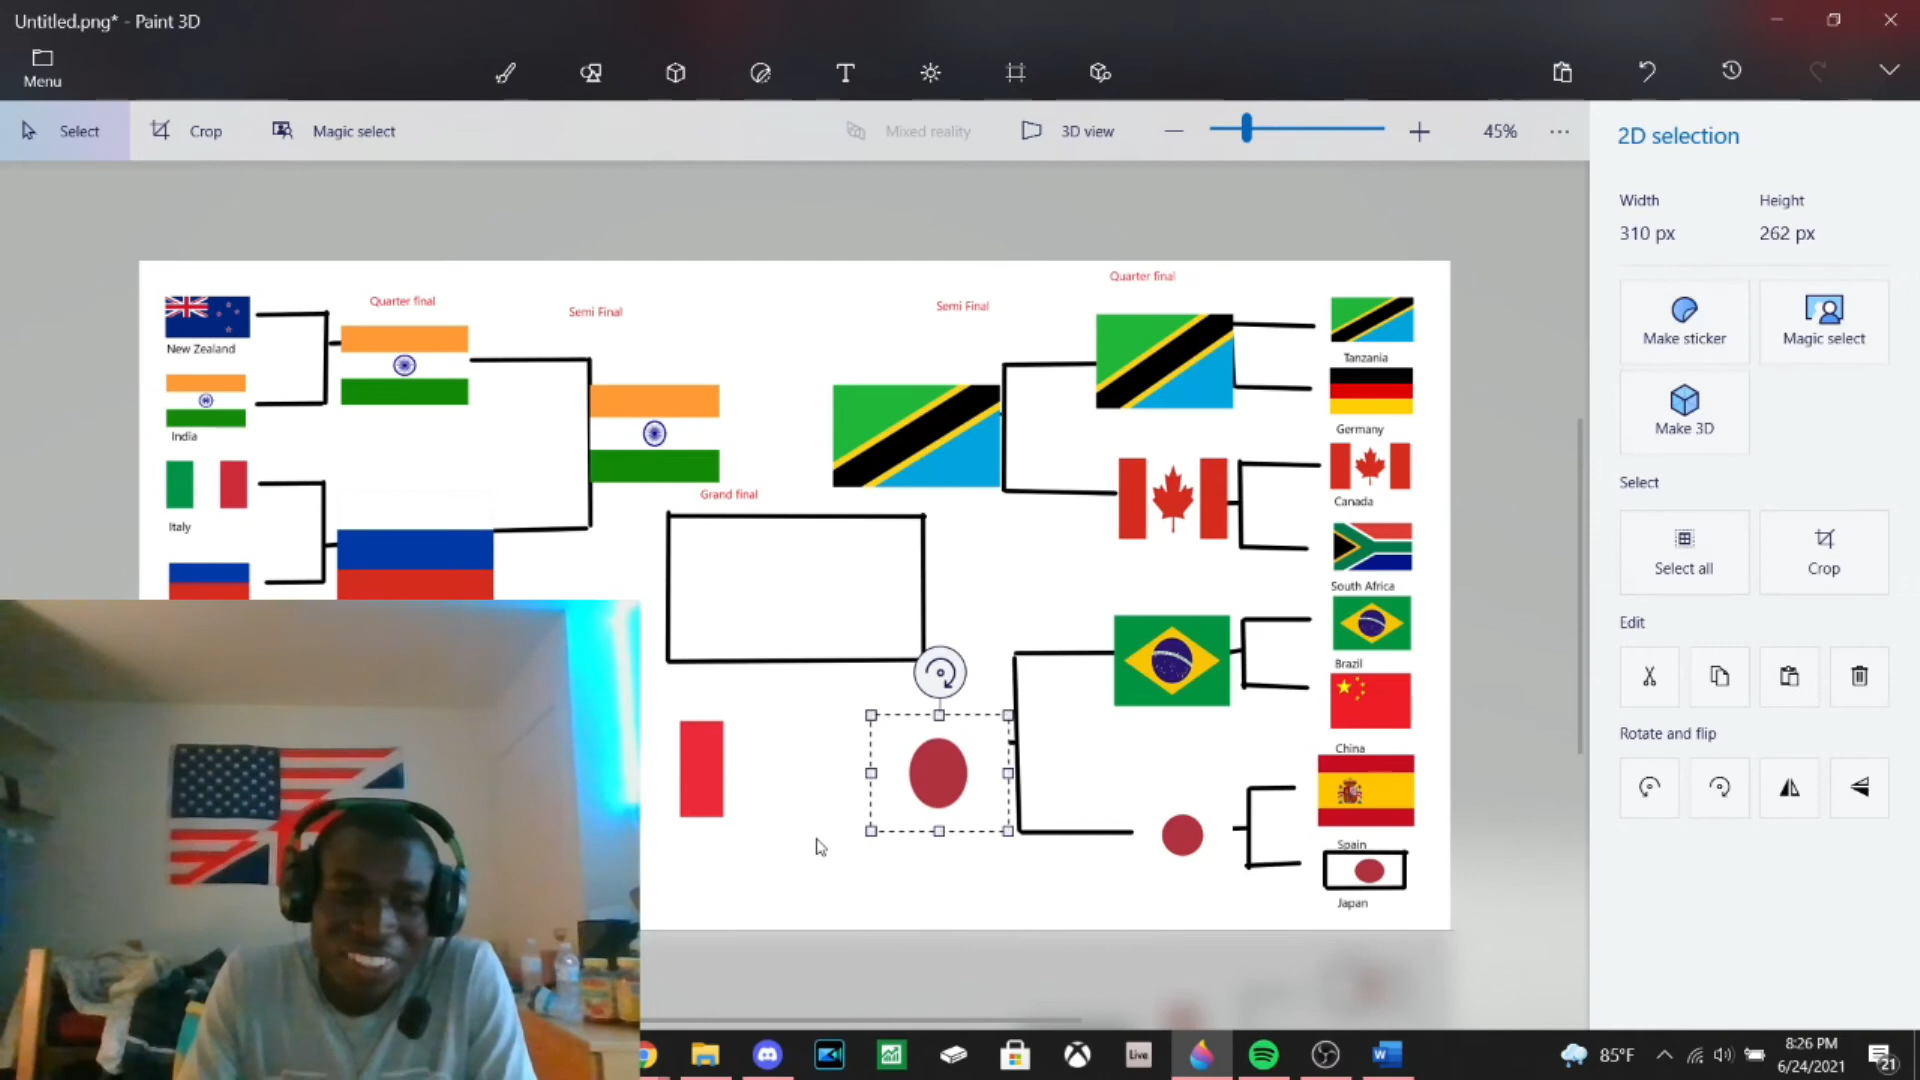 Untitled.png* - Paint 3D
Menu
Select
Crop
Magic select
Mixed reality
3D view
45%
2D selection
Width
Height
310 px
262 px
Make sticker
Magic select
Make 3D
Select
Select all
Crop
Edit
Rotate and flip
Quarter final
Semi Final
Semi Final
Quarter final
New Zealand
India
Italy
Grand final
Tanzania
Germany
Canada
South Africa
Brazil
China
Spain
Japan
Live
85°F
8:26 PM
6/24/2021
21